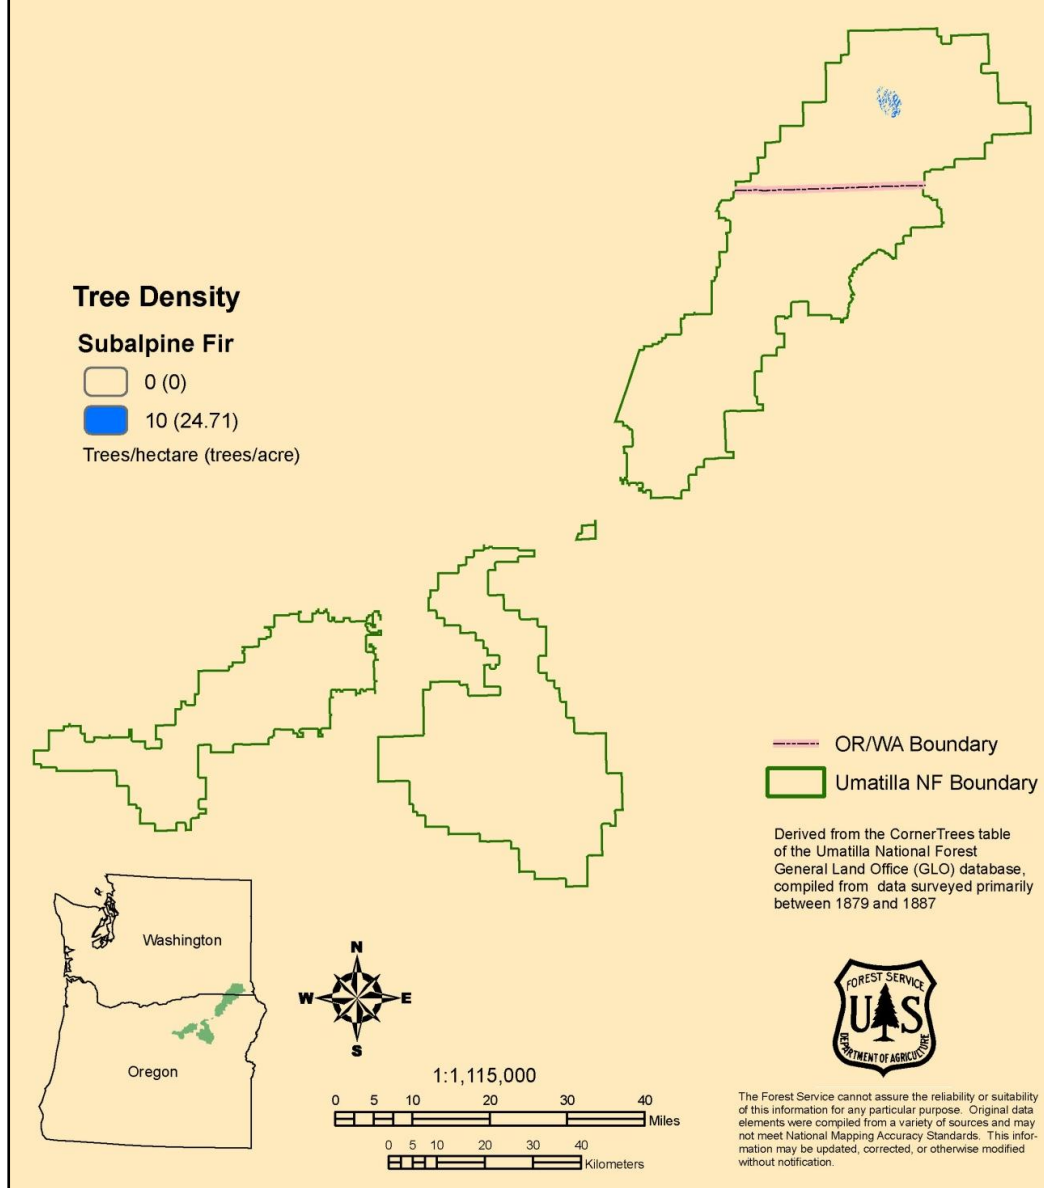 Tree Density
Subalpine Fir
0 (0)
10 (24.71)
Trees/hectare (trees/acre)
OR/WA Boundary
Umatilla NF Boundary
Derived from the CornerTrees table
of the Umatilla National Forest
General Land Office (GLO) database,
compiled from data surveyed primarily
between 1879 and 1887
Washington
Oregon
N
W
E
S
1:1,115,000
0 5 10 20 30 40
Miles
0 5 10 20 30 40
Kilometers
FOREST SERVICE
U S
DEPARTMENT OF AGRICULTURE
The Forest Service cannot assure the reliability or suitability
of this information for any particular purpose. Original data
elements were compiled from a variety of sources and may
not meet National Mapping Accuracy Standards. This infor-
mation may be updated, corrected, or otherwise modified
without notification.